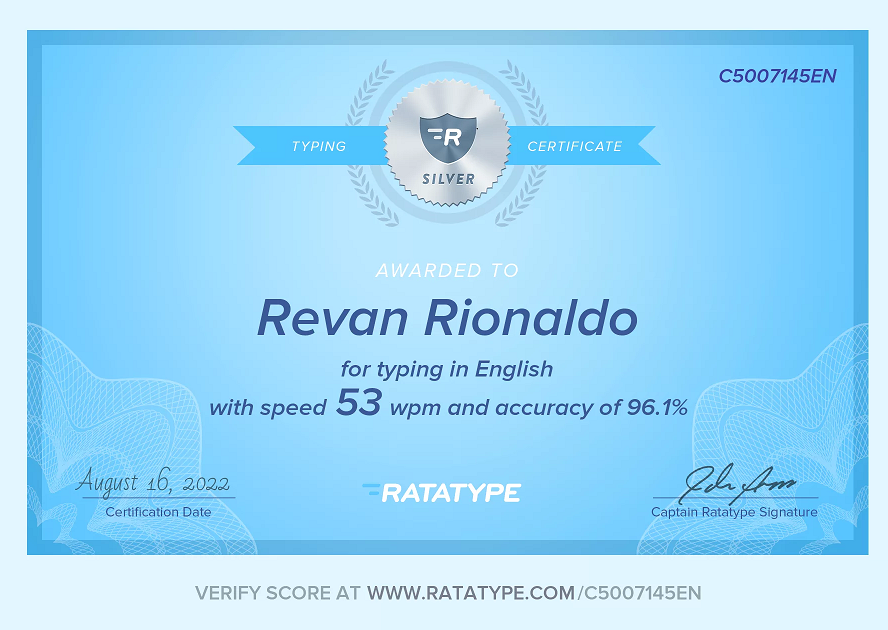 C5007145EN
TYPING
R
CERTIFICATE
SILVER
AWARDED TO
Revan Rionaldo
for typing in English
with speed 53 wpm and accuracy of 96.1%
August 16, 2022
Certification Date
RATATYPE
Captain Ratatype Signature
VERIFY SCORE AT WWW.RATATYPE.COM/C5007145EN